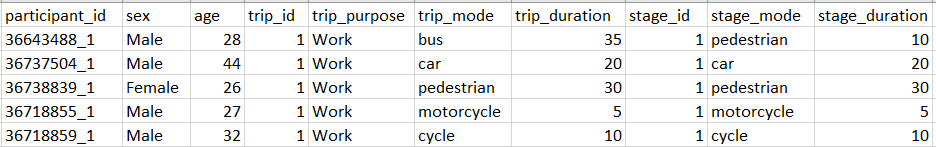 participant_id sex age trip_id trip_purpose trip_mode trip_duration stage_id stage_mode stage_duration
36643488_1 Male 28 1 Work bus 35 1 pedestrian 10
36737504_1 Male 44 1 Work car 20 1 car 20
36738839_1 Female 26 1 Work pedestrian 30 1 pedestrian 30
36718855_1 Male 27 1 Work motorcycle 5 1 motorcycle 5
36718859_1 Male 32 1 Work cycle 10 1 cycle 10